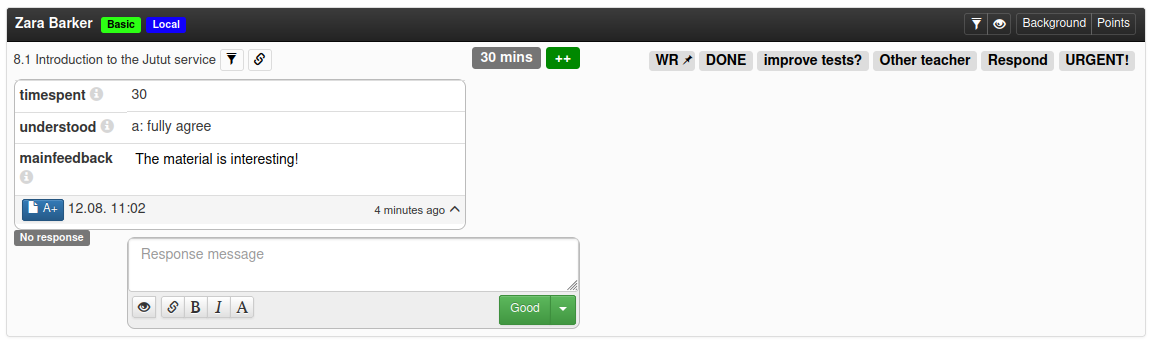 Zara Barker Basic Local Background Points
8.1 Introduction to the Jutut service 30 mins ++ WR DONE improve tests? Other teacher Respond URGENT!
timespent 30
understood a: fully agree
mainfeedback The material is interesting!
A+ 12.08. 11:02 4 minutes ago
No response
Response message
B I A Good